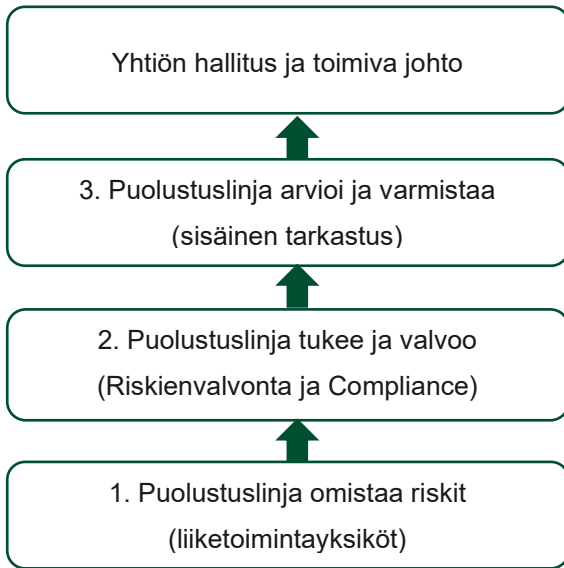 Yhtiön hallitus ja toimiva johto
3. Puolustuslinja arvioi ja varmistaa
(sisäinen tarkastus)
2. Puolustuslinja tukee ja valvoo
(Riskienvalvonta ja Compliance)
1. Puolustuslinja omistaa riskit
(liiketoimintayksiköt)